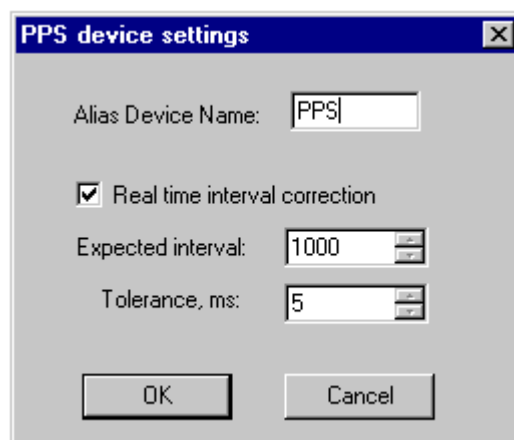 PPS device settings
Alias Device Name: PPS
Real time interval correction
Expected interval: 1000
Tolerance, ms: 5
OK Cancel